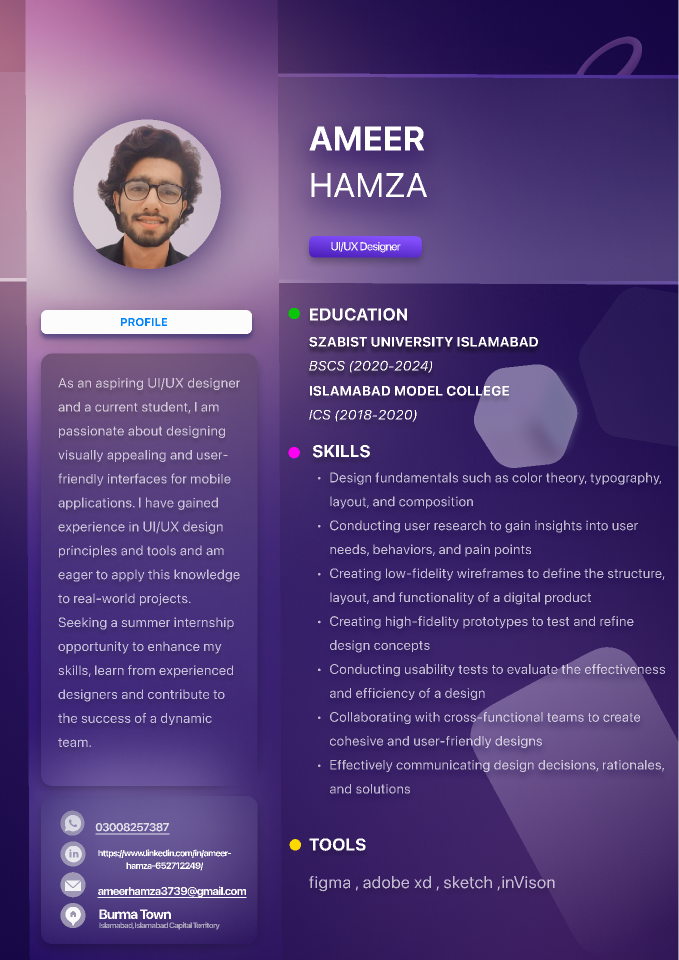 AMEER
HAMZA
UI/UX Designer
PROFILE
As an aspiring UI/UX designer
and a current student, I am
passionate about designing
visually appealing and user-
friendly interfaces for mobile
applications. I have gained
experience in UI/UX design
principles and tools and am
eager to apply this knowledge
to real-world projects.
Seeking a summer internship
opportunity to enhance my
skills, learn from experienced
designers and contribute to
the success of a dynamic
team.
03008257387
https://www.linkedin.com/in/ameer-
hamza-652712249/
ameerhamza3739@gmail.com
Burma Town
Islamabad,Islamabad Capital Territory
EDUCATION
SZABIST UNIVERSITY ISLAMABAD
BSCS (2020-2024)
ISLAMABAD MODEL COLLEGE
ICS (2018-2020)
SKILLS
• Design fundamentals such as color theory, typography,
layout, and composition
• Conducting user research to gain insights into user
needs, behaviors, and pain points
• Creating low-fidelity wireframes to define the structure,
layout, and functionality of a digital product
• Creating high-fidelity prototypes to test and refine
design concepts
• Conducting usability tests to evaluate the effectiveness
and efficiency of a design
• Collaborating with cross-functional teams to create
cohesive and user-friendly designs
• Effectively communicating design decisions, rationales,
and solutions
TOOLS
figma , adobe xd , sketch ,inVison